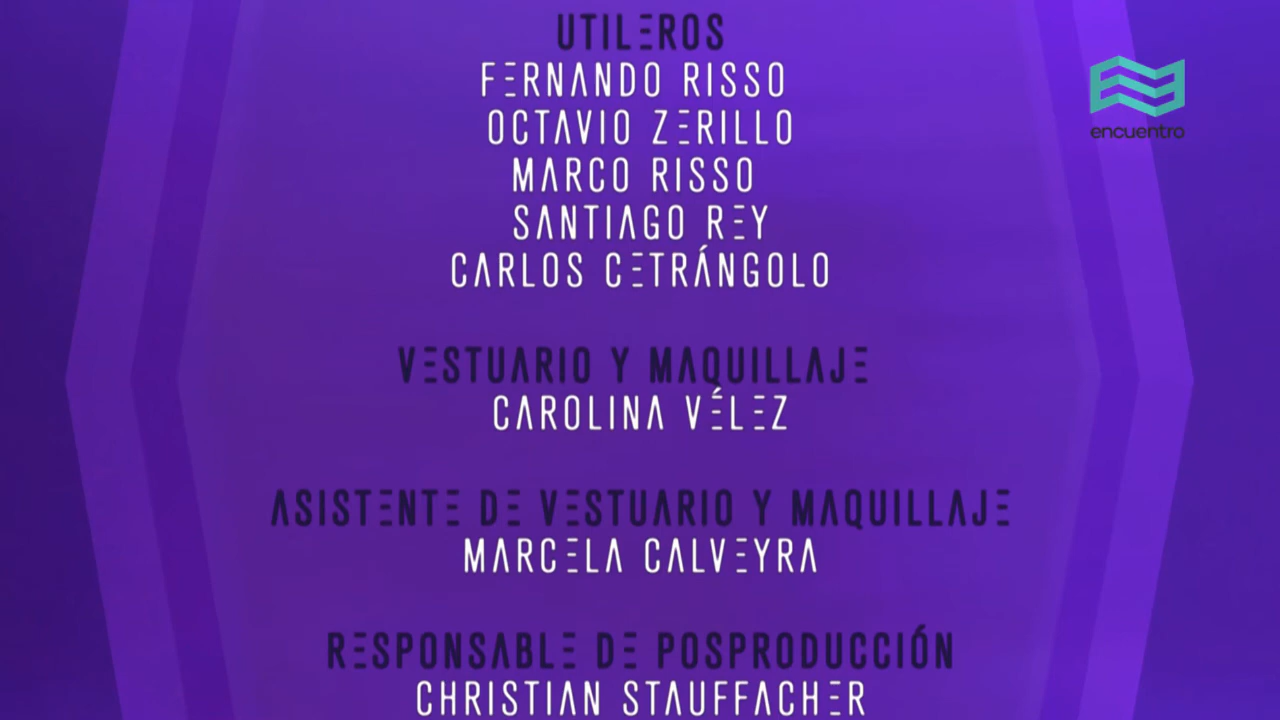 UTILEROS
FERNANDO RISSO
encuentro
OCTAVIO ZERILLO
MARCO RISSO
SANTIAGO REY
CARLOS CETRÁNGOLO
VESTUARIO Y MAQUILLAJE
CAROLINA VÉLEZ
ASISTENTE DE VESTUARIO Y MAQUILLAJE
MARCELA CALVEYRA
RESPONSABLE DE POSPRODUCCIÓN
CHRISTIAN STAUFFACHER